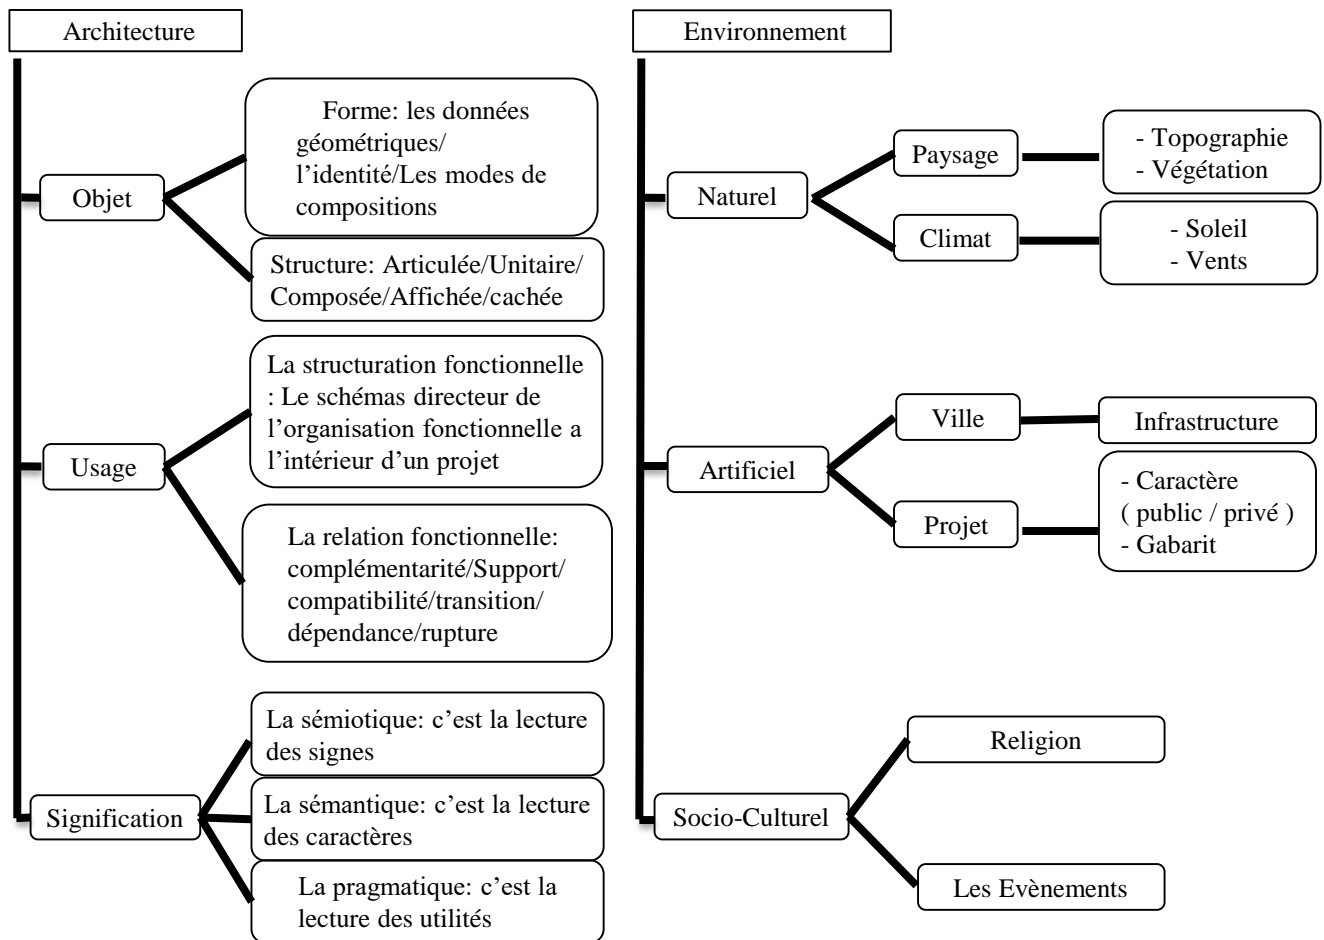 Architecture
Objet
Forme: les données
géométriques/
l’identité/Les modes de
compositions
Structure: Articulée/Unitaire/
Composée/Affichée/cachée
Usage
La structuration fonctionnelle
: Le schémas directeur de
l’organisation fonctionnelle a
l’intérieur d’un projet
La relation fonctionnelle:
complémentarité/Support/
compatibilité/transition/
dépendance/rupture
Signification
La sémiotique: c’est la lecture
des signes
La sémantique: c’est la lecture
des caractères
La pragmatique: c’est la
lecture des utilités
Environnement
Naturel
Paysage
- Topographie
- Végétation
Climat
- Soleil
- Vents
Artificiel
Ville
Infrastructure
Projet
- Caractère
( public / privé )
- Gabarit
Socio-Culturel
Religion
Les Evènements